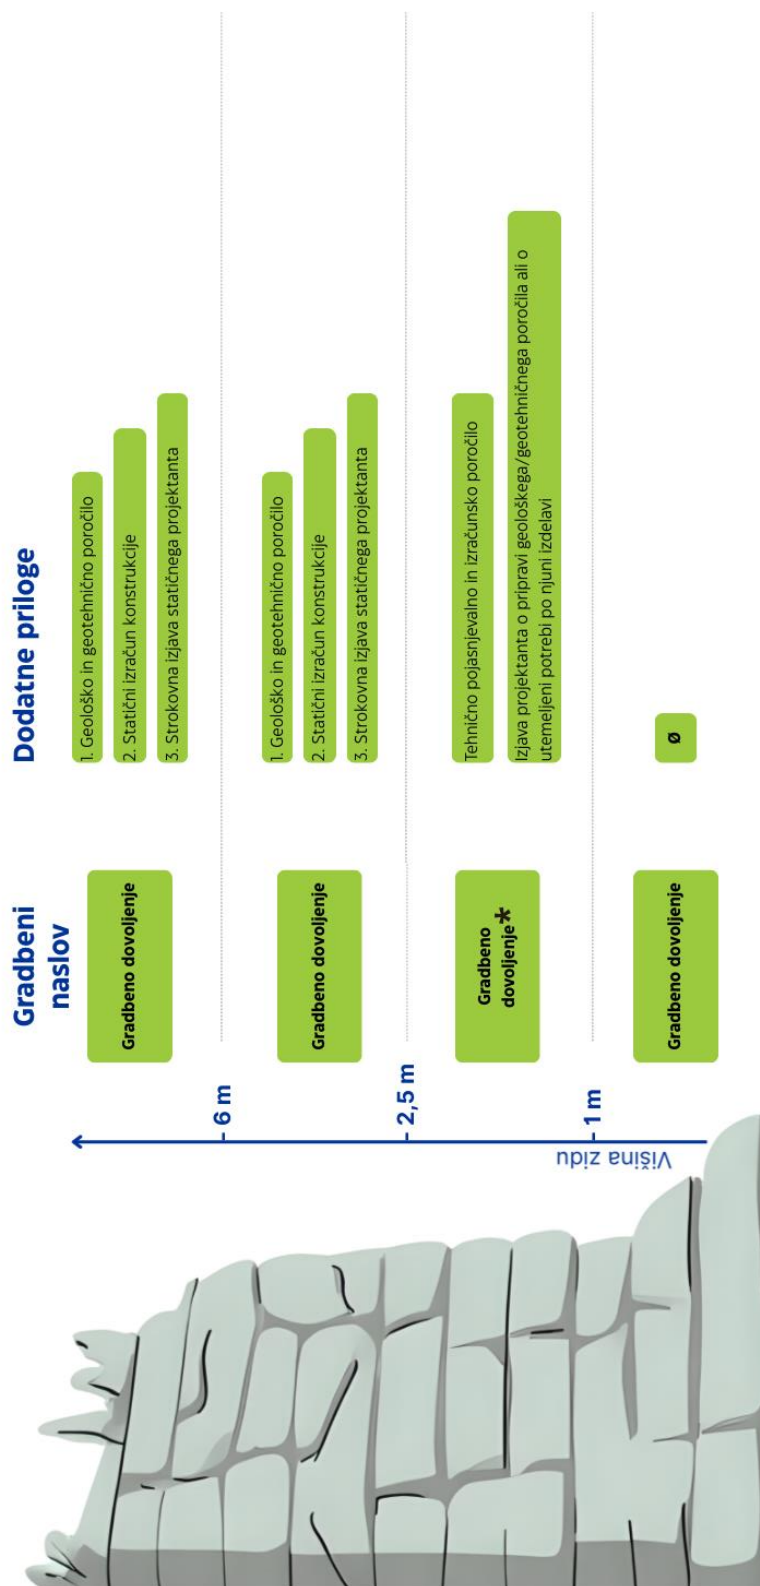 Gradbeni
naslov
Dodatne priloge
Gradbeno dovoljenje
1. Geološko in geotehnično poročilo
2. Statični izračun konstrukcije
3. Strokovna izjava statičnega projektanta
6 m
Gradbeno dovoljenje
1. Geološko in geotehnično poročilo
2. Statični izračun konstrukcije
3. Strokovna izjava statičnega projektanta
2,5 m
Gradbeno
dovoljenje*
Tehnično pojasnjevalno in izračunsko poročilo
Izjava projektanta o pripravi geološkega/geotehničnega poročila ali o
utemeljeni potrebi po njuni izdelavi
1 m
Gradbeno dovoljenje
ø
Višina zidu